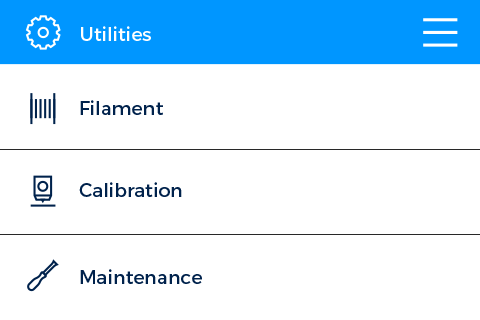 Utilities
Filament
Calibration
Maintenance